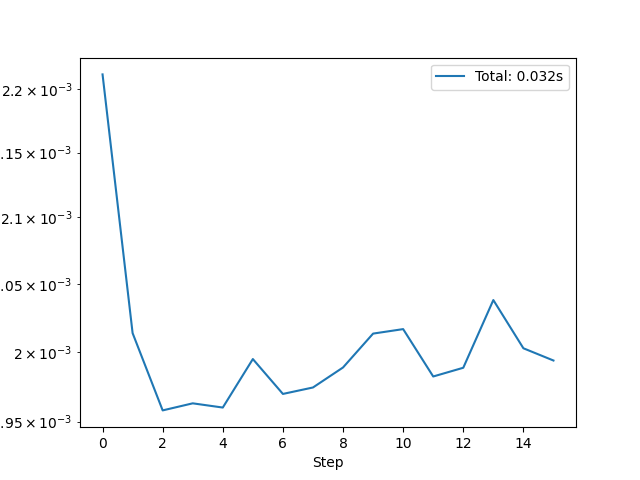 Total: 0.032s
2.2 × 10⁻³
.15 × 10⁻³
2.1 × 10⁻³
.05 × 10⁻³
2 × 10⁻³
.95 × 10⁻³
0 2 4 6 8 10 12 14
Step